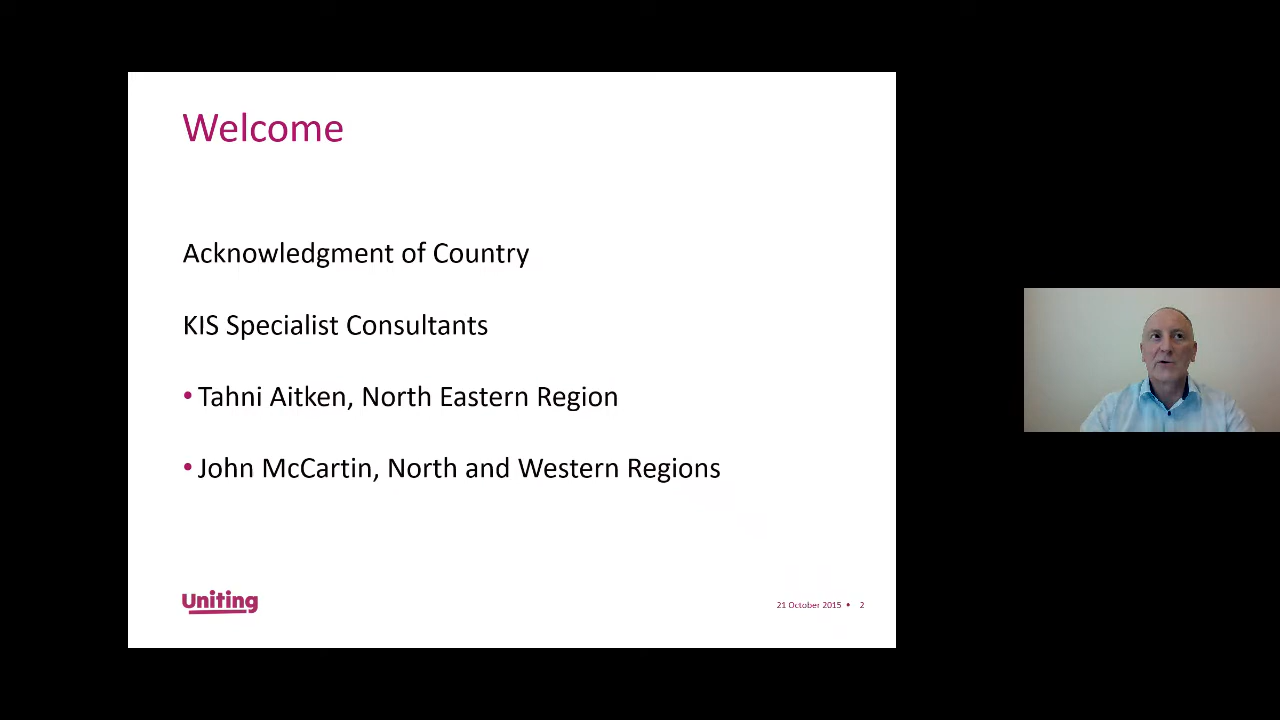 Welcome
Acknowledgment of Country
KIS Specialist Consultants
• Tahni Aitken, North Eastern Region
• John McCartin, North and Western Regions
Uniting
21 October 2015 • 2